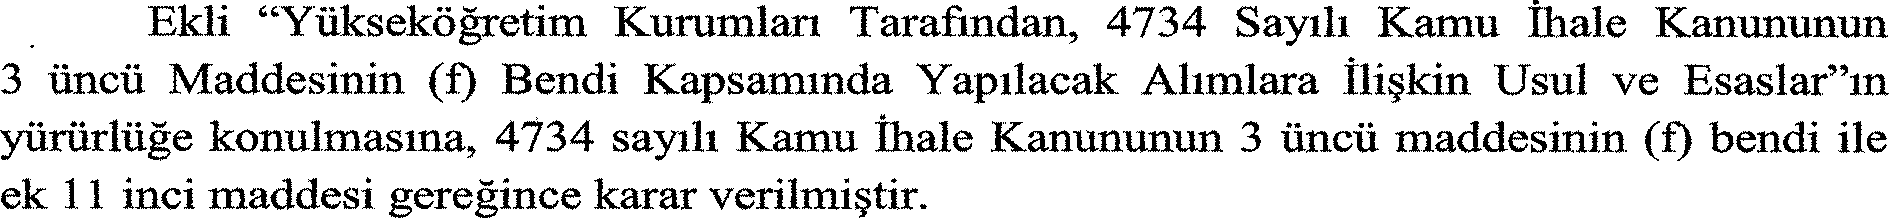 Ekli “Yükseköğretim Kurumları Tarafından, 4734 Sayılı Kamu İhale Kanununun
3 üncü Maddesinin (f) Bendi Kapsamında Yapılacak Alımlara İlişkin Usul ve Esaslar”ın
yürürlüğe konulmasına, 4734 sayılı Kamu İhale Kanununun 3 üncü maddesinin (f) bendi ile
ek 11 inci maddesi gereğince karar verilmiştir.